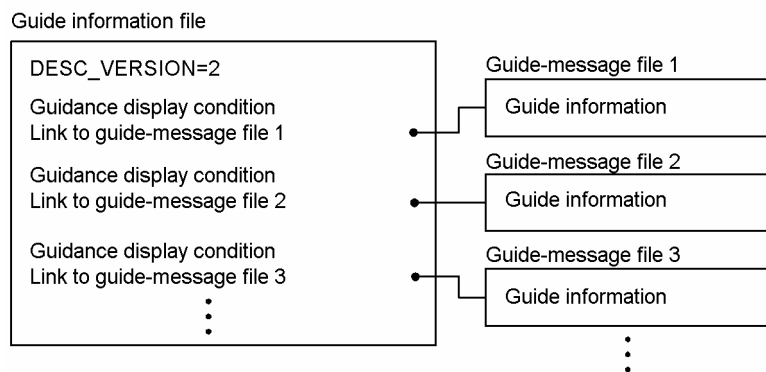 Guide information file
DESC_VERSION=2
Guidance display condition
Link to guide-message file 1
Guidance display condition
Link to guide-message file 2
Guidance display condition
Link to guide-message file 3
Guide-message file 1
Guide information
Guide-message file 2
Guide information
Guide-message file 3
Guide information